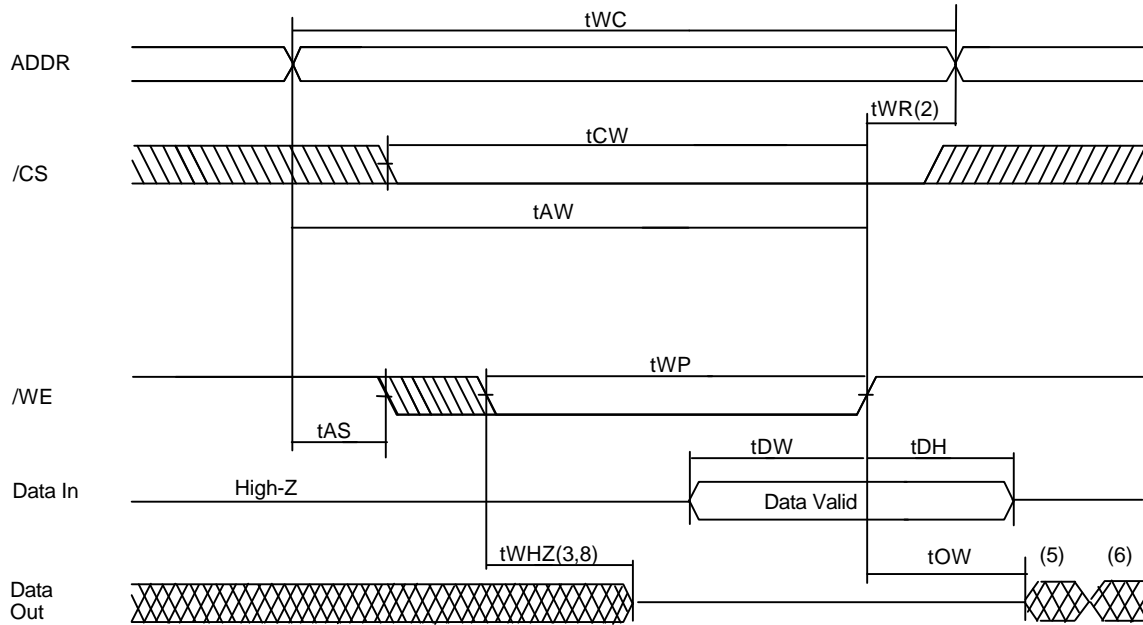 tWC
ADDR
tWR(2)
tCW
/CS
tAW
tWP
/WE
tAS
tDW
tDH
Data In
High-Z
Data Valid
tWHZ(3,8)
tOW
(5)
(6)
Data
Out